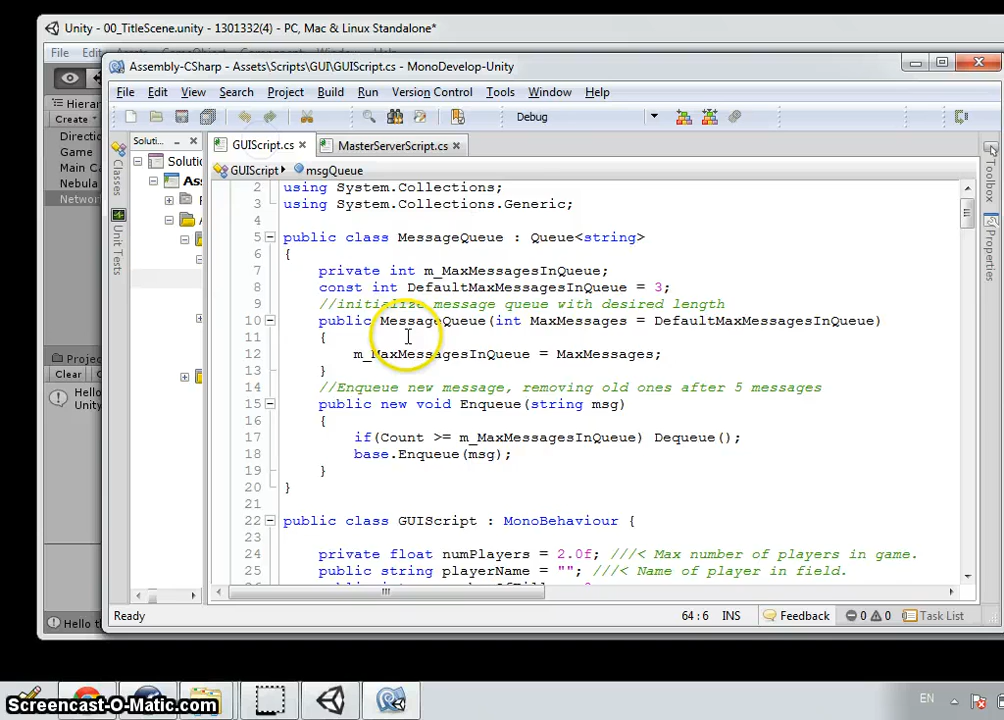 Unity - 00_TitleScene.unity - 1301332(4) - PC, Mac & Linux Standalone*
File Edit
Assembly-CSharp - Assets\Scripts\GUI\GUIScript.cs - MonoDevelop-Unity
File Edit View Search Project Build Run Version Control Tools Window Help
Debug
Hierar
Create
Directi
Game
Main Ca
Nebula
Network
Project
Clear
Hello
Unity
Hello t
Classes
Unit Tests
Solu...
Solutio
Ass
GUIScript.cs
MasterServerScript.cs
GUIScript
msgQueue
2 using System.Collections;
3 using System.Collections.Generic;
4
5 public class MessageQueue : Queue<string>
6 {
7 private int m_MaxMessagesInQueue;
8 const int DefaultMaxMessagesInQueue = 3;
9 //initialize message queue with desired length
10 public MessageQueue(int MaxMessages = DefaultMaxMessagesInQueue)
11 {
12 m_MaxMessagesInQueue = MaxMessages;
13 }
14 //Enqueue new message, removing old ones after 5 messages
15 public new void Enqueue(string msg)
16 {
17 if(Count >= m_MaxMessagesInQueue) Dequeue();
18 base.Enqueue(msg);
19 }
20 }
21
22 public class GUIScript : MonoBehaviour {
23
24 private float numPlayers = 2.0f; ///< Max number of players in game.
25 public string playerName = ""; ///< Name of player in field.
Toolbox
Properties
Ready
64 : 6 INS
Feedback
0 0
Task List
Screencast-O-Matic.com
EN